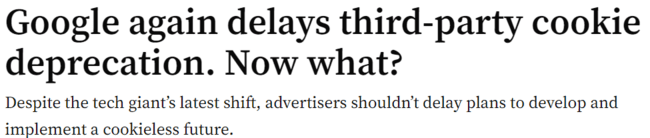 Google again delays third-party cookie
deprecation. Now what?
Despite the tech giant’s latest shift, advertisers shouldn’t delay plans to develop and
implement a cookieless future.